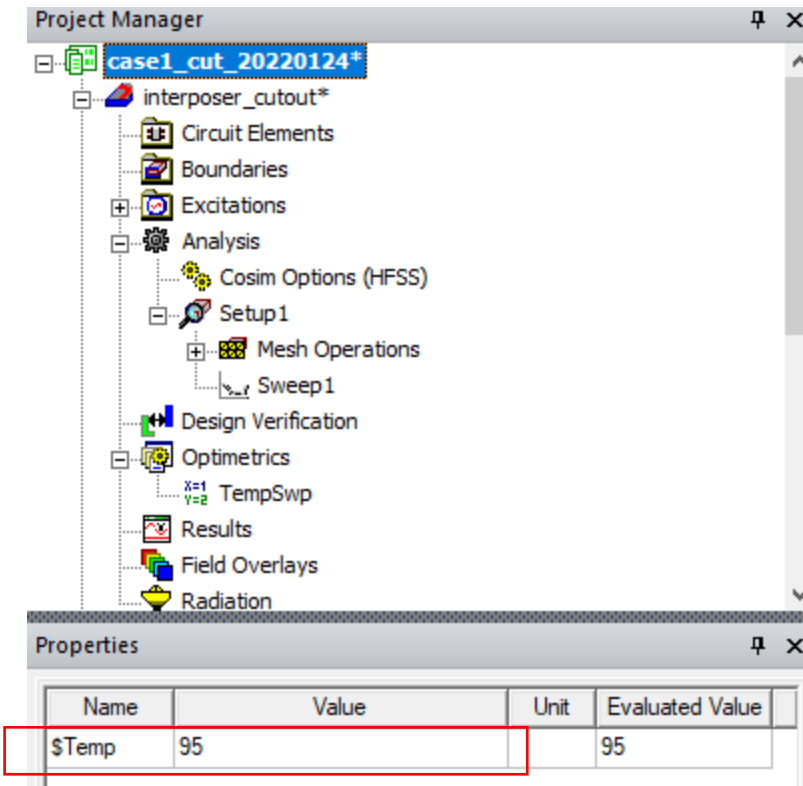 Project Manager
case1_cut_20220124*
interposer_cutout*
Circuit Elements
Boundaries
Excitations
Analysis
Cosim Options (HFSS)
Setup1
Mesh Operations
Sweep1
Design Verification
Optimetrics
X=1
Y=2
TempSwp
Results
Field Overlays
Radiation
Properties
Name Value Unit Evaluated Value
$Temp 95 95